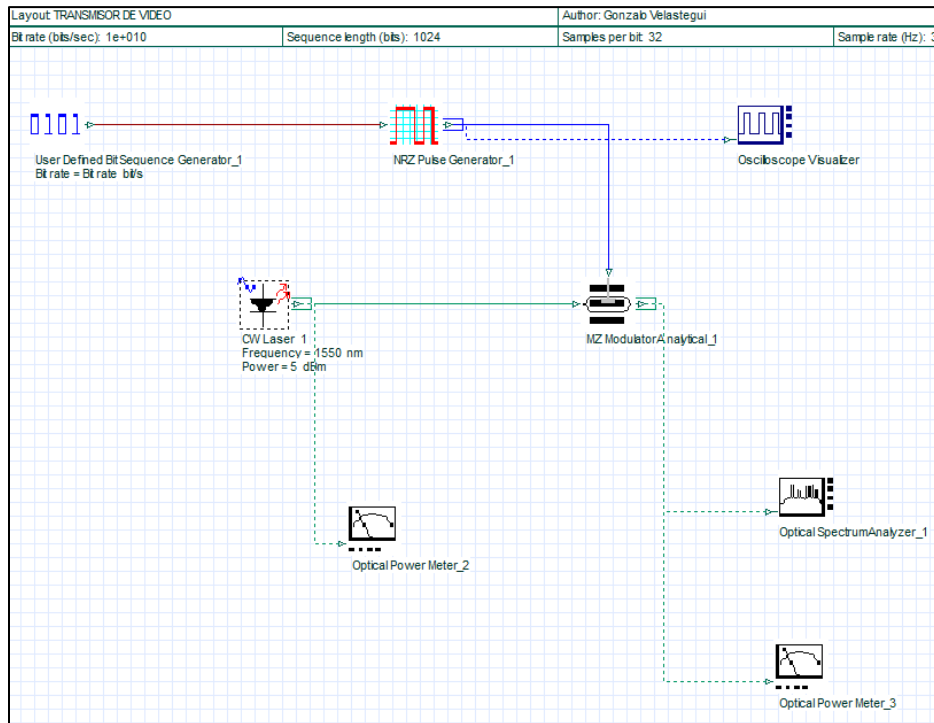 Layout: TRANSMISOR DE VIDEO
Author: Gonzalo Velastegui
Bit rate (bits/sec): 1e+010
Sequence length (bits): 1024
Samples per bit: 32
Sample rate (Hz): 3
User Defined Bit Sequence Generator_1
Bit rate = Bit rate bit/s
NRZ Pulse Generator_1
Oscilloscope Visualizer
CW Laser_1
Frequency = 1550 nm
Power = 5 dBm
MZ Modulator Analytical_1
Optical Power Meter_2
Optical Spectrum Analyzer_1
Optical Power Meter_3